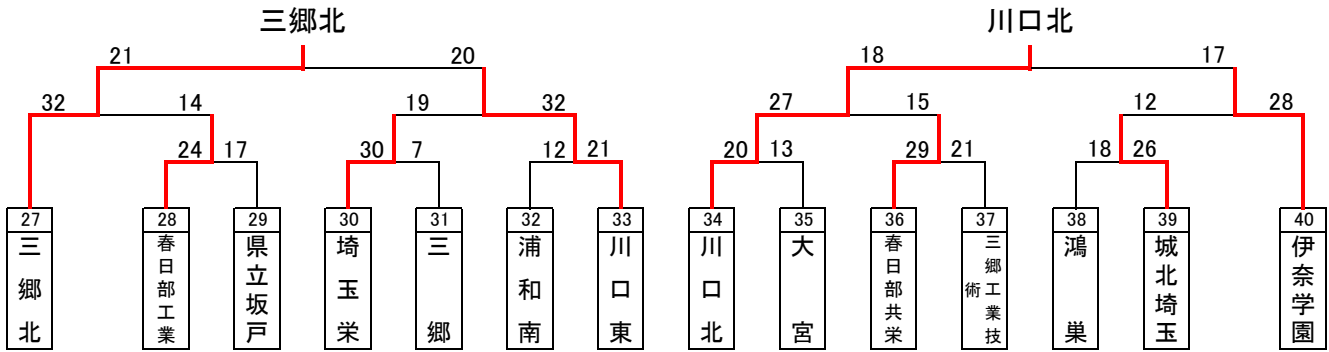 三郷北 川口北
21 20 18 17
32 14 19 32 27 15 12 28
24 17 30 7 12 21 20 13 29 21 18 26
27 28 29 30 31 32 33 34 35 36 37 38 39 40
三郷北
春日部工業
県立坂戸
埼玉栄
三郷
浦和南
川口東
川口北
大宮
春日部共栄
三郷工業技術
鴻巣
城北埼玉
伊奈学園